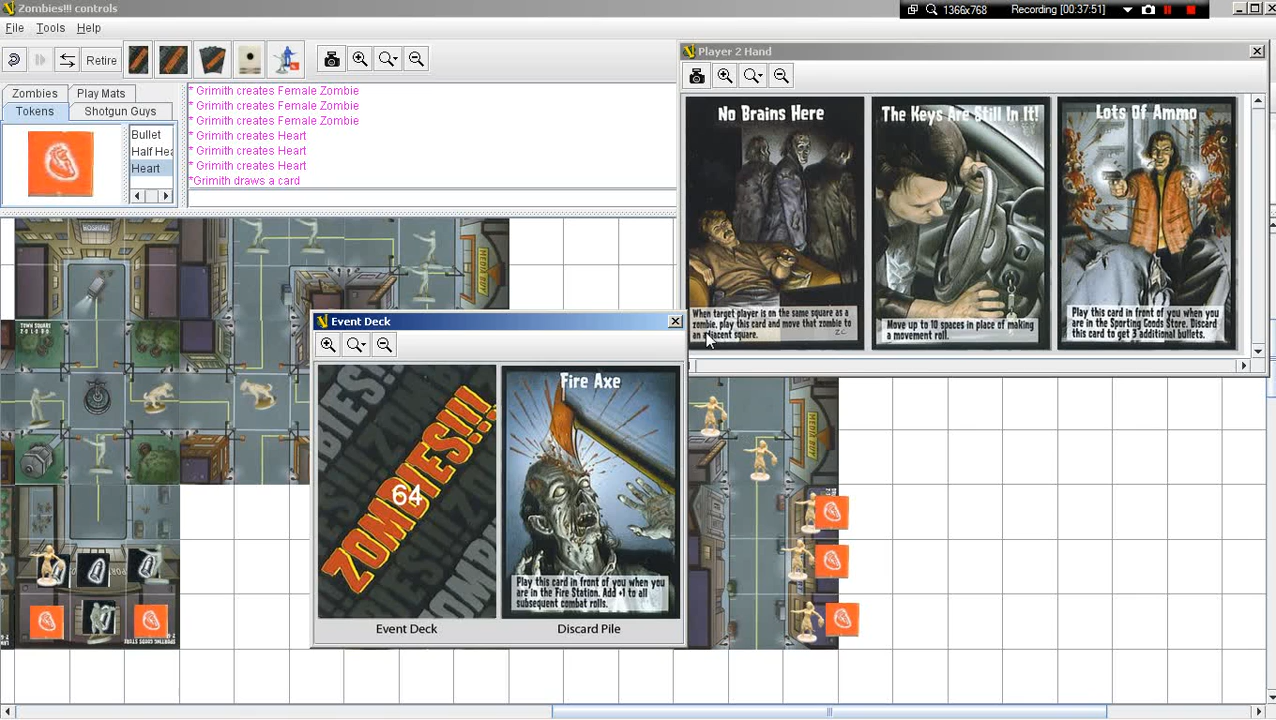 Zombies!!! controls
1366x768
Recording [00:37:51]
File Tools Help
Retire
Zombies
Play Mats
Tokens
Shotgun Guys
Bullet
Half Hea
Heart
* Grimith creates Female Zombie
* Grimith creates Female Zombie
* Grimith creates Female Zombie
* Grimith creates Heart
* Grimith creates Heart
* Grimith creates Heart
*Grimith draws a card
Player 2 Hand
No Brains Here
When target player is on the same square as a
zombie, play this card and move that zombie to
an adjacent square.
ZC
The Keys Are Still In It!
Move up to 10 spaces in place of making
a movement roll.
Lots Of Ammo
Play this card in front of you when you
are in the Sporting Goods Store. Discard
this card to get 3 additional bullets.
Event Deck
ZOMBIES!!!
64
Event Deck
Fire Axe
Play this card in front of you when you
are in the Fire Station. Add +1 to all
subsequent combat rolls.
Discard Pile
TOWN SQUARE
SPORTING GOODS STORE